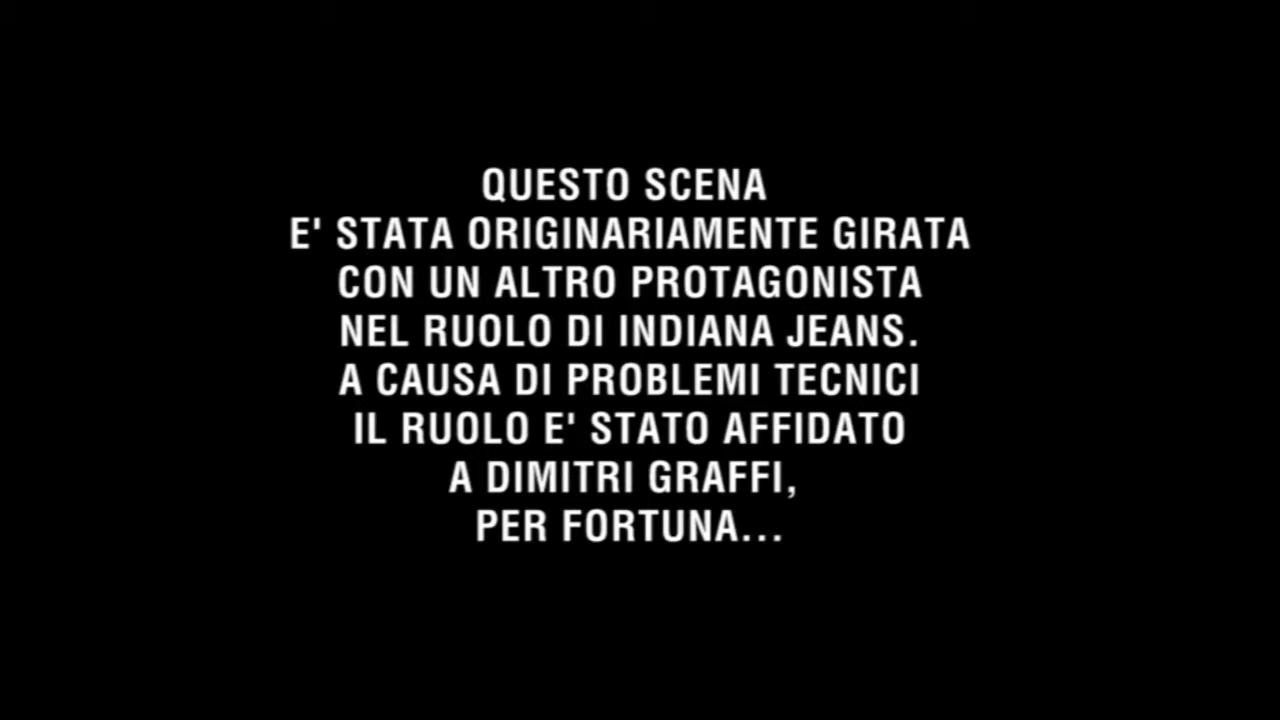 QUESTO SCENA
E' STATA ORIGINARIAMENTE GIRATA
CON UN ALTRO PROTAGONISTA
NEL RUOLO DI INDIANA JEANS.
A CAUSA DI PROBLEMI TECNICI
IL RUOLO E' STATO AFFIDATO
A DIMITRI GRAFFI,
PER FORTUNA...